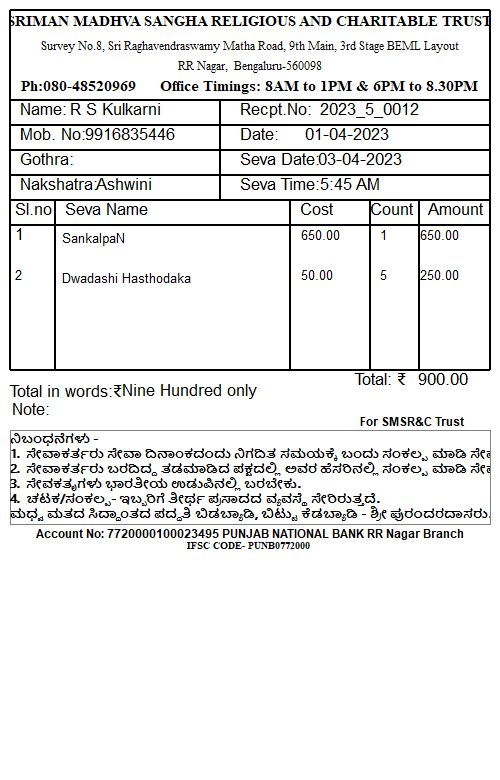 SRIMAN MADHVA SANGHA RELIGIOUS AND CHARITABLE TRUST
Survey No.8, Sri Raghavendraswamy Matha Road, 9th Main, 3rd Stage BEML Layout
RR Nagar, Bengaluru-560098
Ph:080-48520969 Office Timings: 8AM to 1PM & 6PM to 8.30PM
Name: R S Kulkarni Recpt.No: 2023_5_0012
Mob. No:9916835446 Date: 01-04-2023
Gothra: Seva Date:03-04-2023
Nakshatra:Ashwini Seva Time:5:45 AM
Sl.no Seva Name Cost Count Amount
1 SankalpaN 650.00 1 650.00
2 Dwadashi Hasthodaka 50.00 5 250.00
Total: ₹ 900.00
Total in words:₹Nine Hundred only
Note:
For SMSR&C Trust
ನಿಬಂಧನೆಗಳು -
1. ಸೇವಾಕರ್ತರು ಸೇವಾ ದಿನಾಂಕದಂದು ನಿಗದಿತ ಸಮಯಕ್ಕೆ ಬಂದು ಸಂಕಲ್ಪ ಮಾಡಿ
2. ಸೇವಾಕರ್ತರು ಬರದಿದ್ದ ತಡಮಾಡಿದ ಪಕ್ಷದಲ್ಲಿ ಅವರ ಹೆಸರಿನಲ್ಲಿ ಸಂಕಲ್ಪ ಮಾಡಿ
3. ಸೇವಕತೃಗಳು ಭಾರತೀಯ ಉಡುಪಿನಲ್ಲಿ ಬರಬೇಕು.
4. ಚಟಕ/ಸಂಕಲ್ಪ- ಇಬ್ಬರಿಗೆ ತೀರ್ಥ ಪ್ರಸಾದದ ವ್ಯವಸ್ಥೆ ಸೇರಿರುತ್ತದೆ.
ಮಧ್ವ ಮತದ ಸಿದ್ಧಾಂತದ ಪದ್ಧತಿ ಬಿಡಬ್ಯಾಡಿ, ಬಿಟ್ಟು ಕೆಡಬ್ಯಾಡಿ - ಶ್ರೀ ಪುರಂದರದಾಸರು.
Account No: 7720000100023495 PUNJAB NATIONAL BANK RR Nagar Branch
IFSC CODE- PUNB0772000